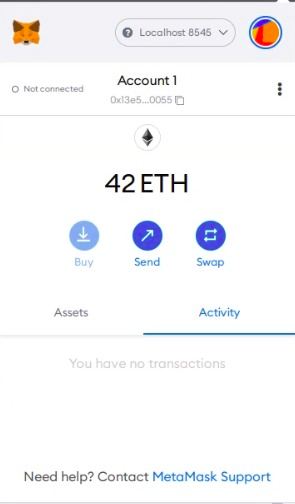 Localhost 8545
Not connected
Account 1
0x13e5...0055
42 ETH
Buy
Send
Swap
Assets
Activity
You have no transactions
Need help? Contact MetaMask Support